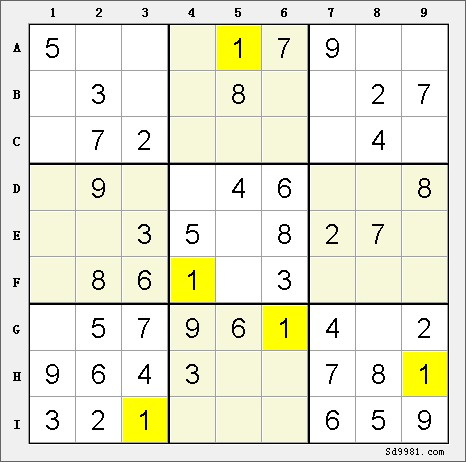 1 2 3 4 5 6 7 8 9
A 5 1 7 9
B 3 8 2 7
C 7 2 4
D 9 4 6 8
E 3 5 8 2 7
F 8 6 1 3
G 5 7 9 6 1 4 2
H 9 6 4 3 7 8 1
I 3 2 1 6 5 9
Sd9981.com